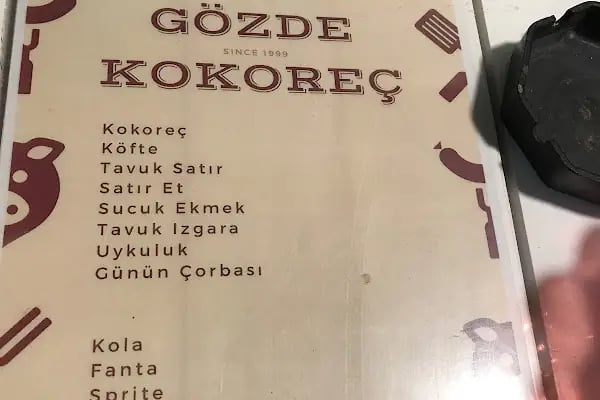 GÖZDE
SINCE 1999
KOKOREÇ
Kokoreç
Köfte
Tavuk Satır
Satır Et
Sucuk Ekmek
Tavuk Izgara
Uykuluk
Günün Çorbası
Kola
Fanta
Sprite